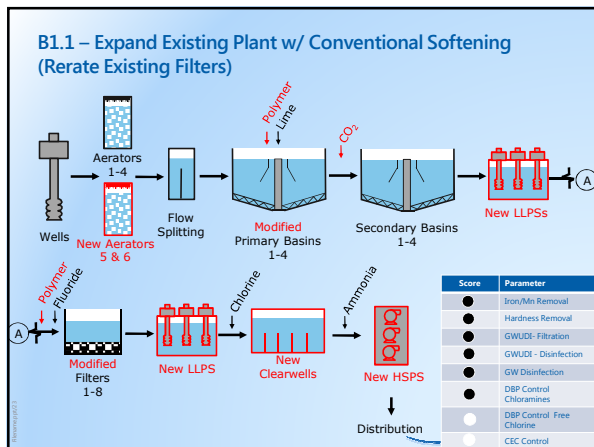 B1.1 – Expand Existing Plant w/ Conventional Softening
(Rerate Existing Filters)
Polymer
Lime
CO2
Aerators
1-4
Wells
New Aerators
5 & 6
Flow
Splitting
Modified
Primary Basins
1-4
Secondary Basins
1-4
New LLPSs
A
A
Polymer
Fluoride
Modified
Filters
1-8
New LLPS
Chlorine
New
Clearwells
Ammonia
New HSPS
Distribution
Score Parameter
Iron/Mn Removal
Hardness Removal
GWUDI- Filtration
GWUDI - Disinfection
GW Disinfection
DBP Control
Chloramines
DBP Control Free
Chlorine
CEC Control